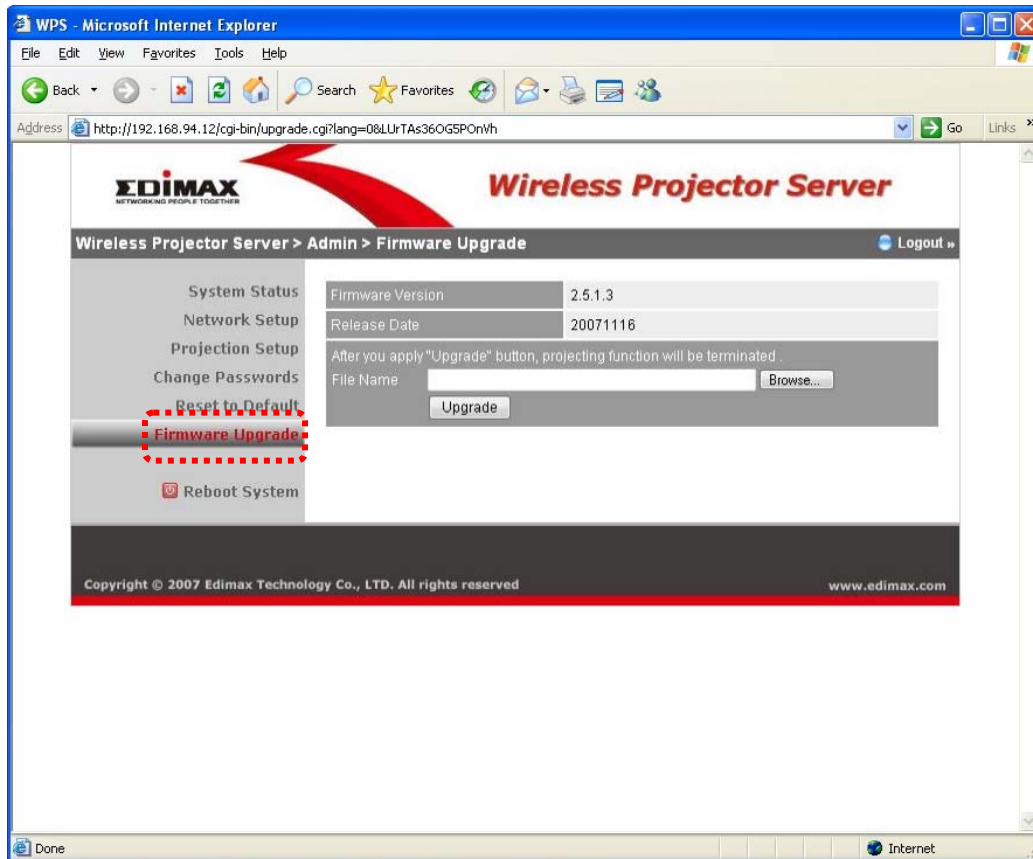 WPS - Microsoft Internet Explorer
File Edit View Favorites Tools Help
Back Search Favorites
Address http://192.168.94.12/cgi-bin/upgrade.cgi?lang=0&LUrTAs36OG5POnVh Go Links »
EDIMAX
NETWORKING PEOPLE TOGETHER
Wireless Projector Server
Wireless Projector Server > Admin > Firmware Upgrade Logout »
System Status
Network Setup
Projection Setup
Change Passwords
Reset to Default
Firmware Upgrade
Reboot System
Firmware Version 2.5.1.3
Release Date 20071116
After you apply "Upgrade" button, projecting function will be terminated .
File Name Browse...
Upgrade
Copyright © 2007 Edimax Technology Co., LTD. All rights reserved www.edimax.com
Done Internet